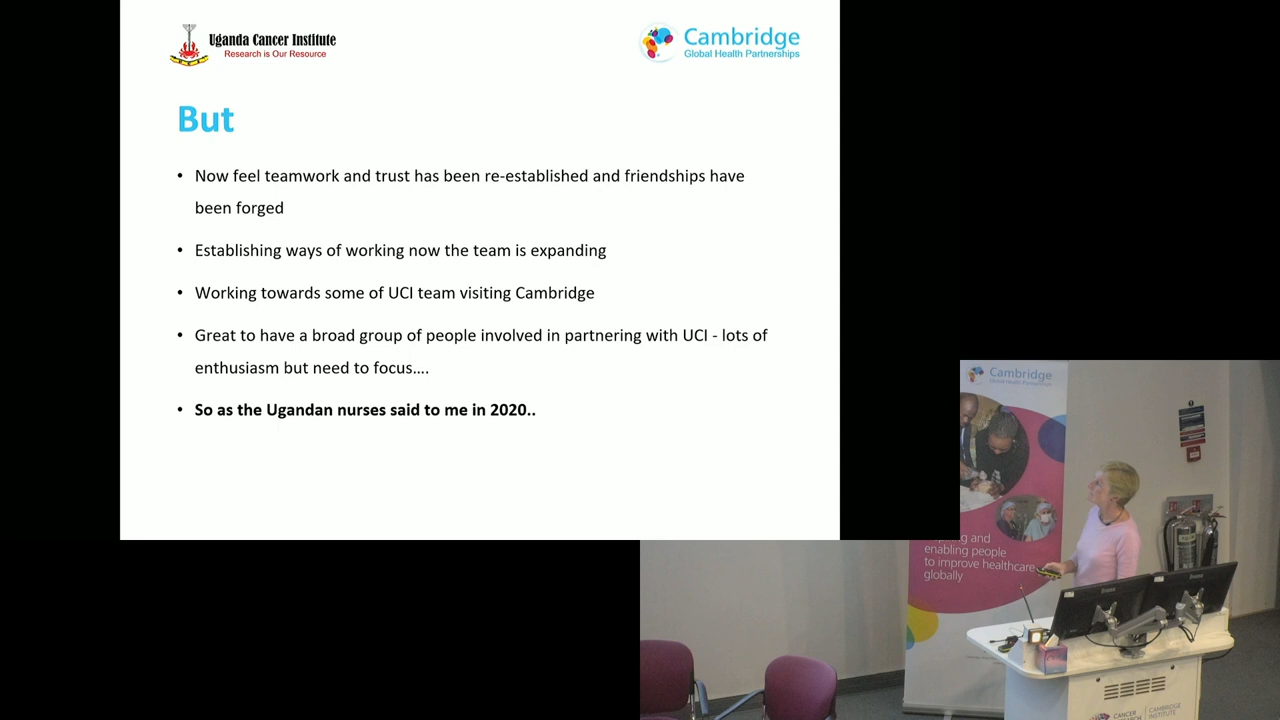 Uganda Cancer Institute
Research is Our Resource
Cambridge
Global Health Partnerships
But
• Now feel teamwork and trust has been re-established and friendships have
been forged
• Establishing ways of working now the team is expanding
• Working towards some of UCI team visiting Cambridge
• Great to have a broad group of people involved in partnering with UCI - lots of
enthusiasm but need to focus....
• So as the Ugandan nurses said to me in 2020..
Cambridge
Global Health Partnerships
and
enabling people
to improve healthcare
globally
CANCER
RESEARCH
CAMBRIDGE
INSTITUTE